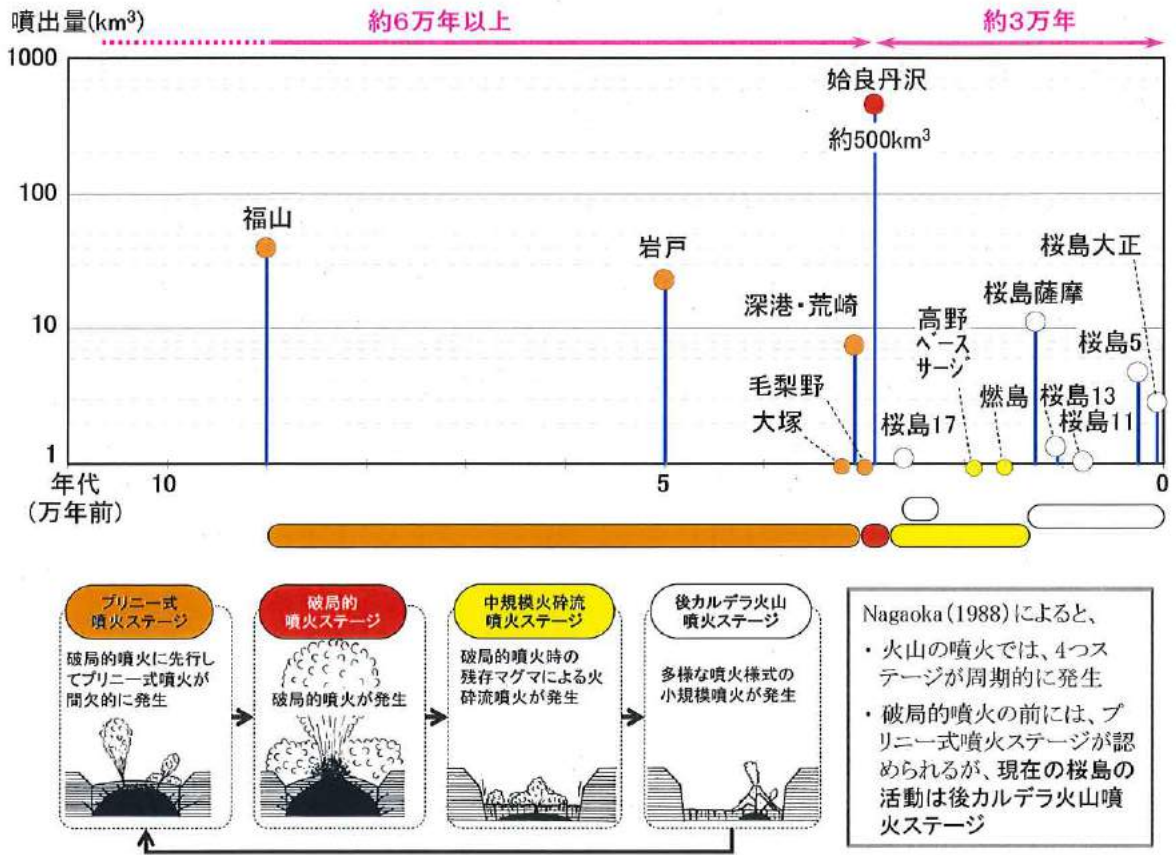 噴出量(km³)
約6万年以上
約3万年
1000
100
10
1
姶良丹沢
約500km³
福山
岩戸
深港・荒崎
毛梨野
大塚
桜島17
高野
ベース
サージ
燃島
桜島薩摩
桜島13
桜島11
桜島5
桜島大正
年代
(万年前)
10
5
0
プリニー式
噴火ステージ
破局的噴火に先行し
てプリニー式噴火が
間欠的に発生
破局的
噴火ステージ
破局的噴火が発生
中規模火砕流
噴火ステージ
破局的噴火時の
残存マグマによる火
砕流噴火が発生
後カルデラ火山
噴火ステージ
多様な噴火様式の
小規模噴火が発生
Nagaoka(1988)によると、
・火山の噴火では、4つス
テージが周期的に発生
・破局的噴火の前には、プ
リニー式噴火ステージが認
められるが、現在の桜島の
活動は後カルデラ火山噴
火ステージ